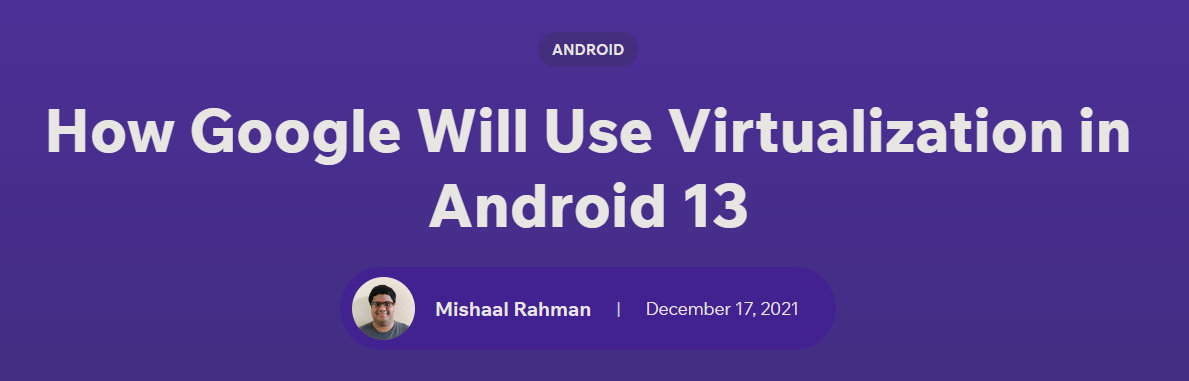 ANDROID
How Google Will Use Virtualization in
Android 13
Mishaal Rahman | December 17, 2021